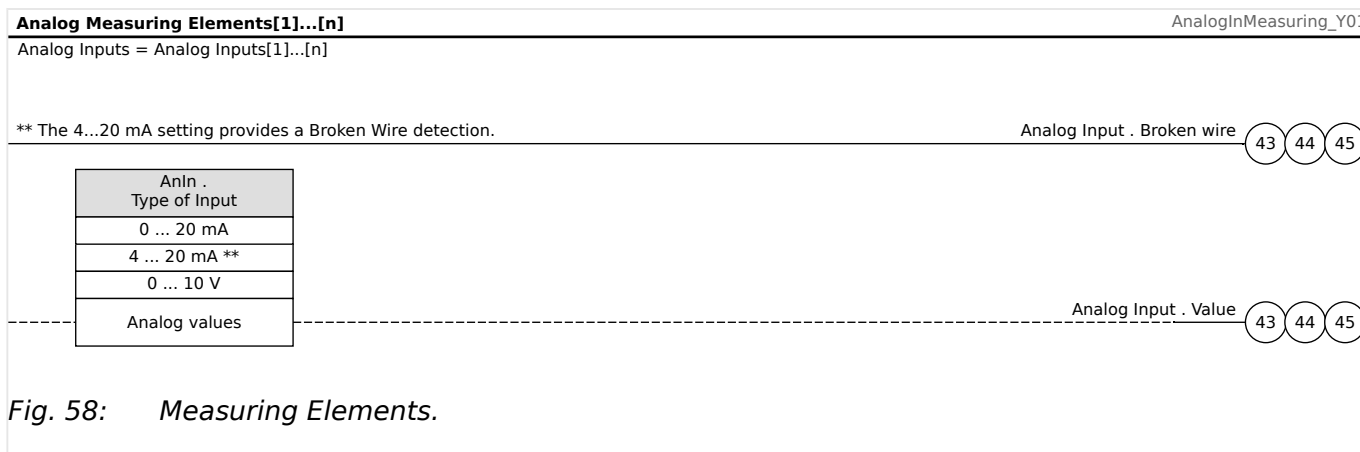 Analog Measuring Elements[1]...[n]
AnalogInMeasuring_Y01
Analog Inputs = Analog Inputs[1]...[n]
** The 4...20 mA setting provides a Broken Wire detection.
Analog Input . Broken wire
43 44 45
AnIn .
Type of Input
0 ... 20 mA
4 ... 20 mA **
0 ... 10 V
Analog values
Analog Input . Value
43 44 45
Fig. 58: Measuring Elements.